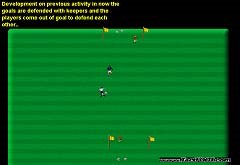 Development on previous activity in now the
goals are defended with keepers and the
players come out of goal to defend each
other..